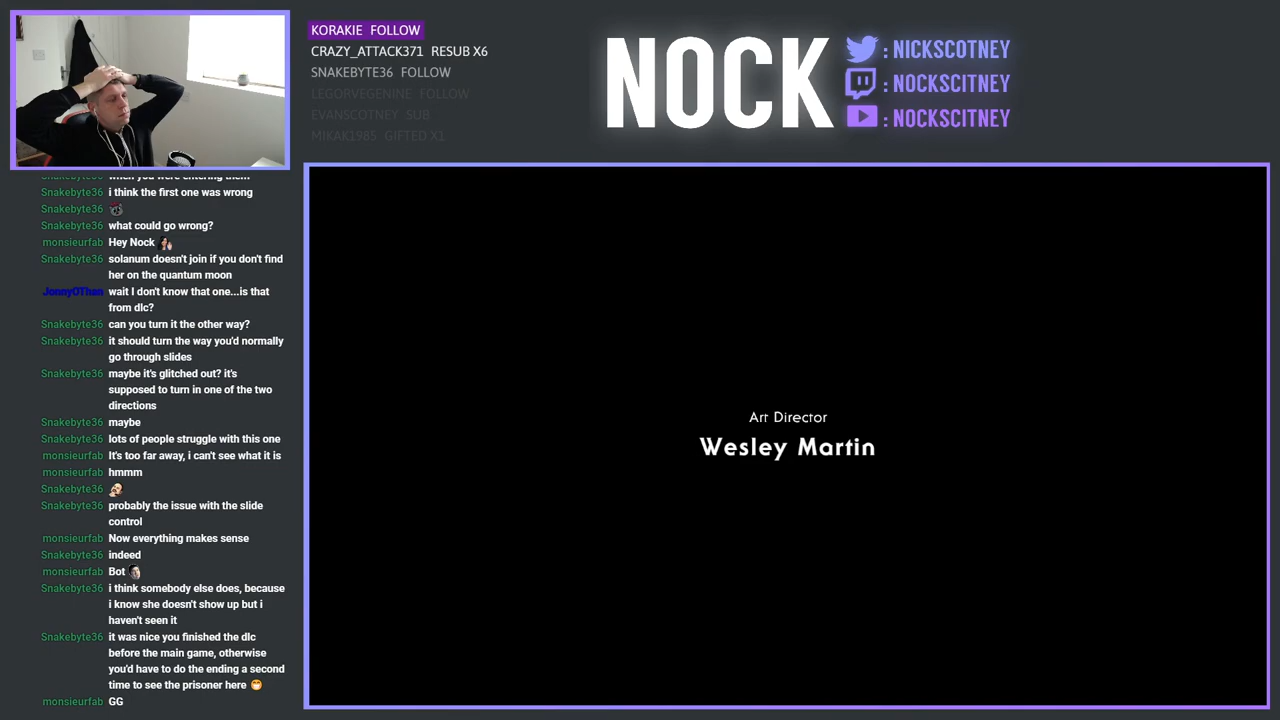 KORAKIE FOLLOW
CRAZY_ATTACK371 RESUB X6
SNAKEBYTE36 FOLLOW
LEGORVEGENINE FOLLOW
EVANSCOTNEY SUB
MIKAK1985 GIFTED X1
NOCK
: NICKSCOTNEY
: NOCKSCITNEY
: NOCKSCITNEY
Snakebyte36 when you were entering them
Snakebyte36 i think the first one was wrong
Snakebyte36
Snakebyte36 what could go wrong?
monsieurfab Hey Nock
Snakebyte36 solanum doesn't join if you don't find
her on the quantum moon
JonnyOThan wait I don't know that one...is that
from dlc?
Snakebyte36 can you turn it the other way?
Snakebyte36 it should turn the way you'd normally
go through slides
Snakebyte36 maybe it's glitched out? it's
supposed to turn in one of the two
directions
Snakebyte36 maybe
Snakebyte36 lots of people struggle with this one
monsieurfab It's too far away, i can't see what it is
monsieurfab hmmm
Snakebyte36
Snakebyte36 probably the issue with the slide
control
monsieurfab Now everything makes sense
Snakebyte36 indeed
monsieurfab Bot
Snakebyte36 i think somebody else does, because
i know she doesn't show up but i
haven't seen it
Snakebyte36 it was nice you finished the dlc
before the main game, otherwise
you'd have to do the ending a second
time to see the prisoner here
monsieurfab GG
Art Director
Wesley Martin